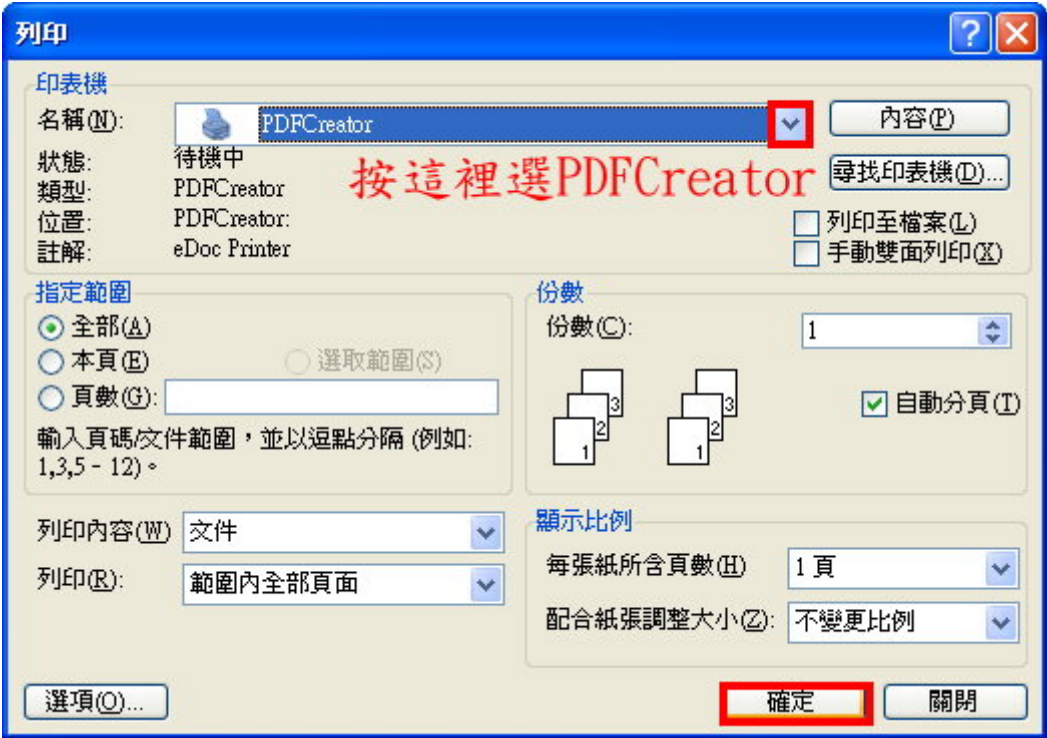 列印
印表機
名稱(N):
PDFCreator
內容(P)
狀態:
待機中
按這裡選PDFCreator
尋找印表機(D)...
類型:
PDFCreator
位置:
PDFCreator:
列印至檔案(L)
註解:
eDoc Printer
手動雙面列印(X)
指定範圍
全部(A)
本頁(E)
選取範圍(S)
頁數(G):
輸入頁碼/文件範圍，並以逗點分隔 (例如:
1,3,5 - 12)。
份數
份數(C):
1
3
2
1
3
2
1
自動分頁(T)
列印內容(W)
文件
列印(R):
範圍內全部頁面
顯示比例
每張紙所含頁數(H)
1 頁
配合紙張調整大小(Z):
不變更比例
選項(O)...
確定
關閉